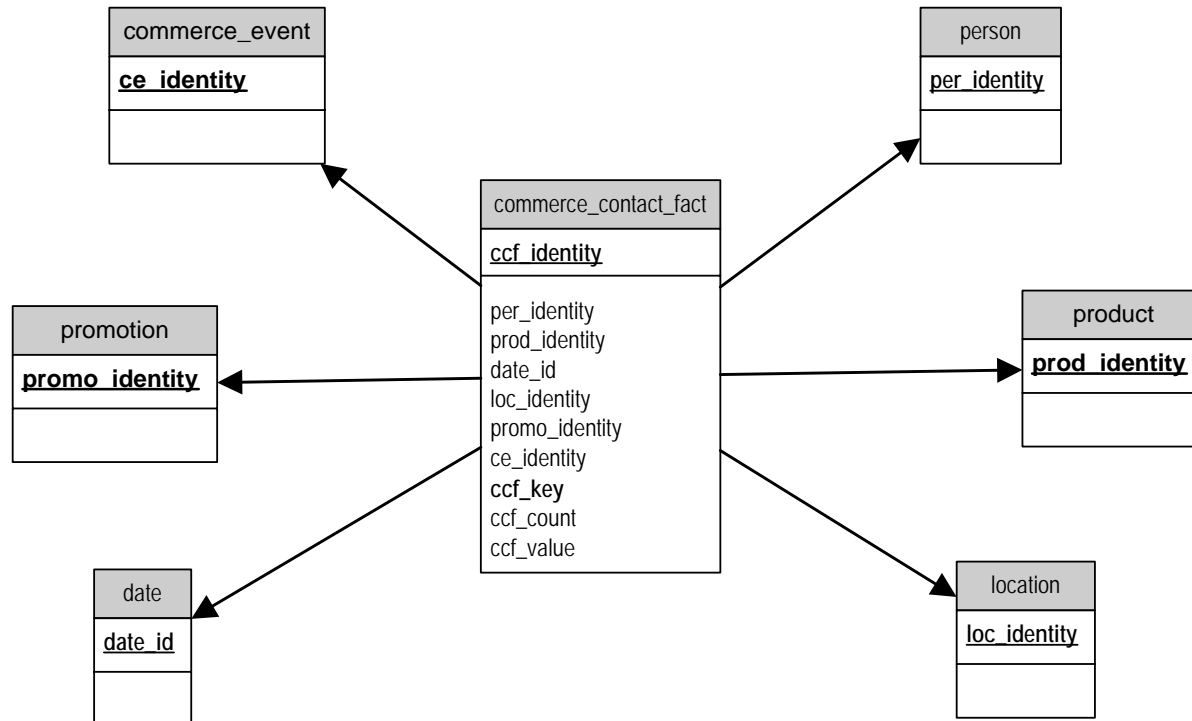 commerce_event
ce_identity
person
per_identity
commerce_contact_fact
ccf_identity
per_identity
prod_identity
date_id
loc_identity
promo_identity
ce_identity
ccf_key
ccf_count
ccf_value
promotion
promo_identity
product
prod_identity
date
date_id
location
loc_identity